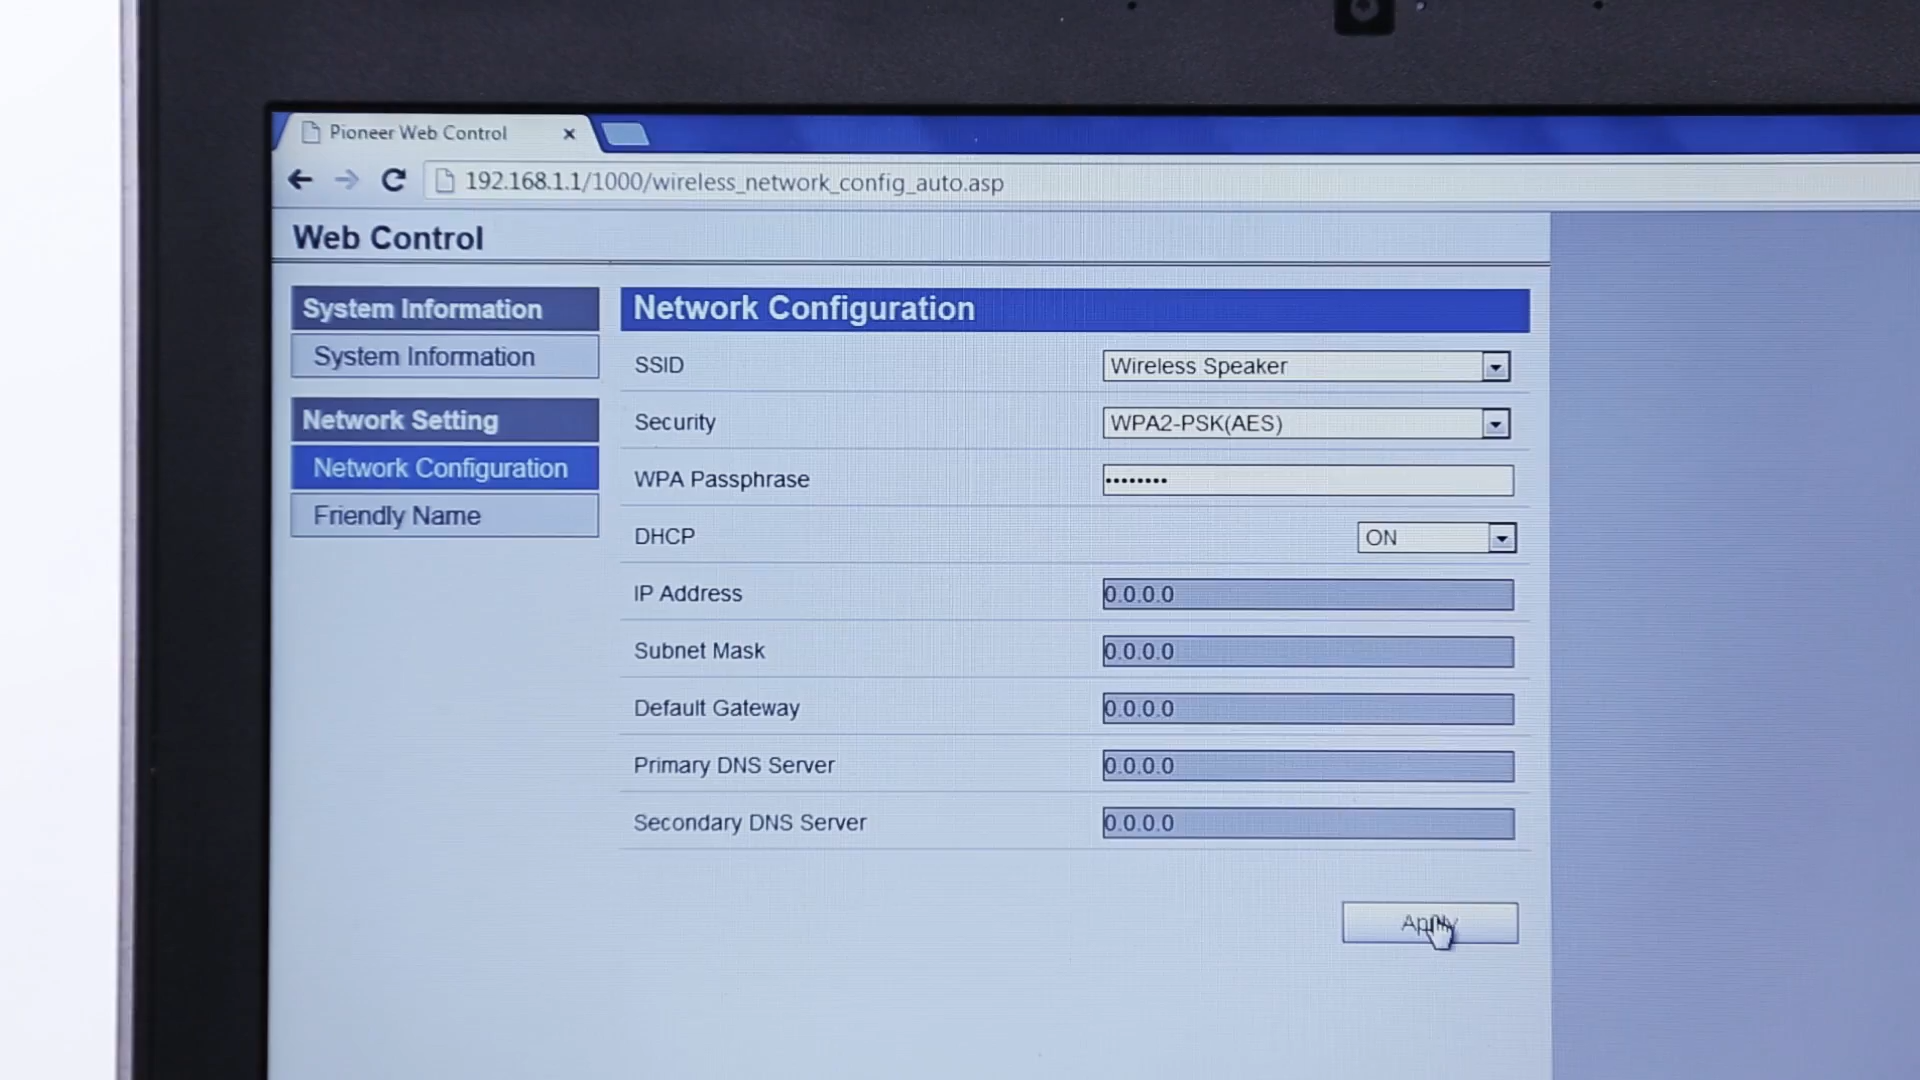 Pioneer Web Control
192.168.1.1/1000/wireless_network_config_auto.asp
Web Control
System Information
System Information
Network Setting
Network Configuration
Friendly Name
Network Configuration
SSID Wireless Speaker
Security WPA2-PSK(AES)
WPA Passphrase ••••••••
DHCP ON
IP Address 0.0.0.0
Subnet Mask 0.0.0.0
Default Gateway 0.0.0.0
Primary DNS Server 0.0.0.0
Secondary DNS Server 0.0.0.0
Apply